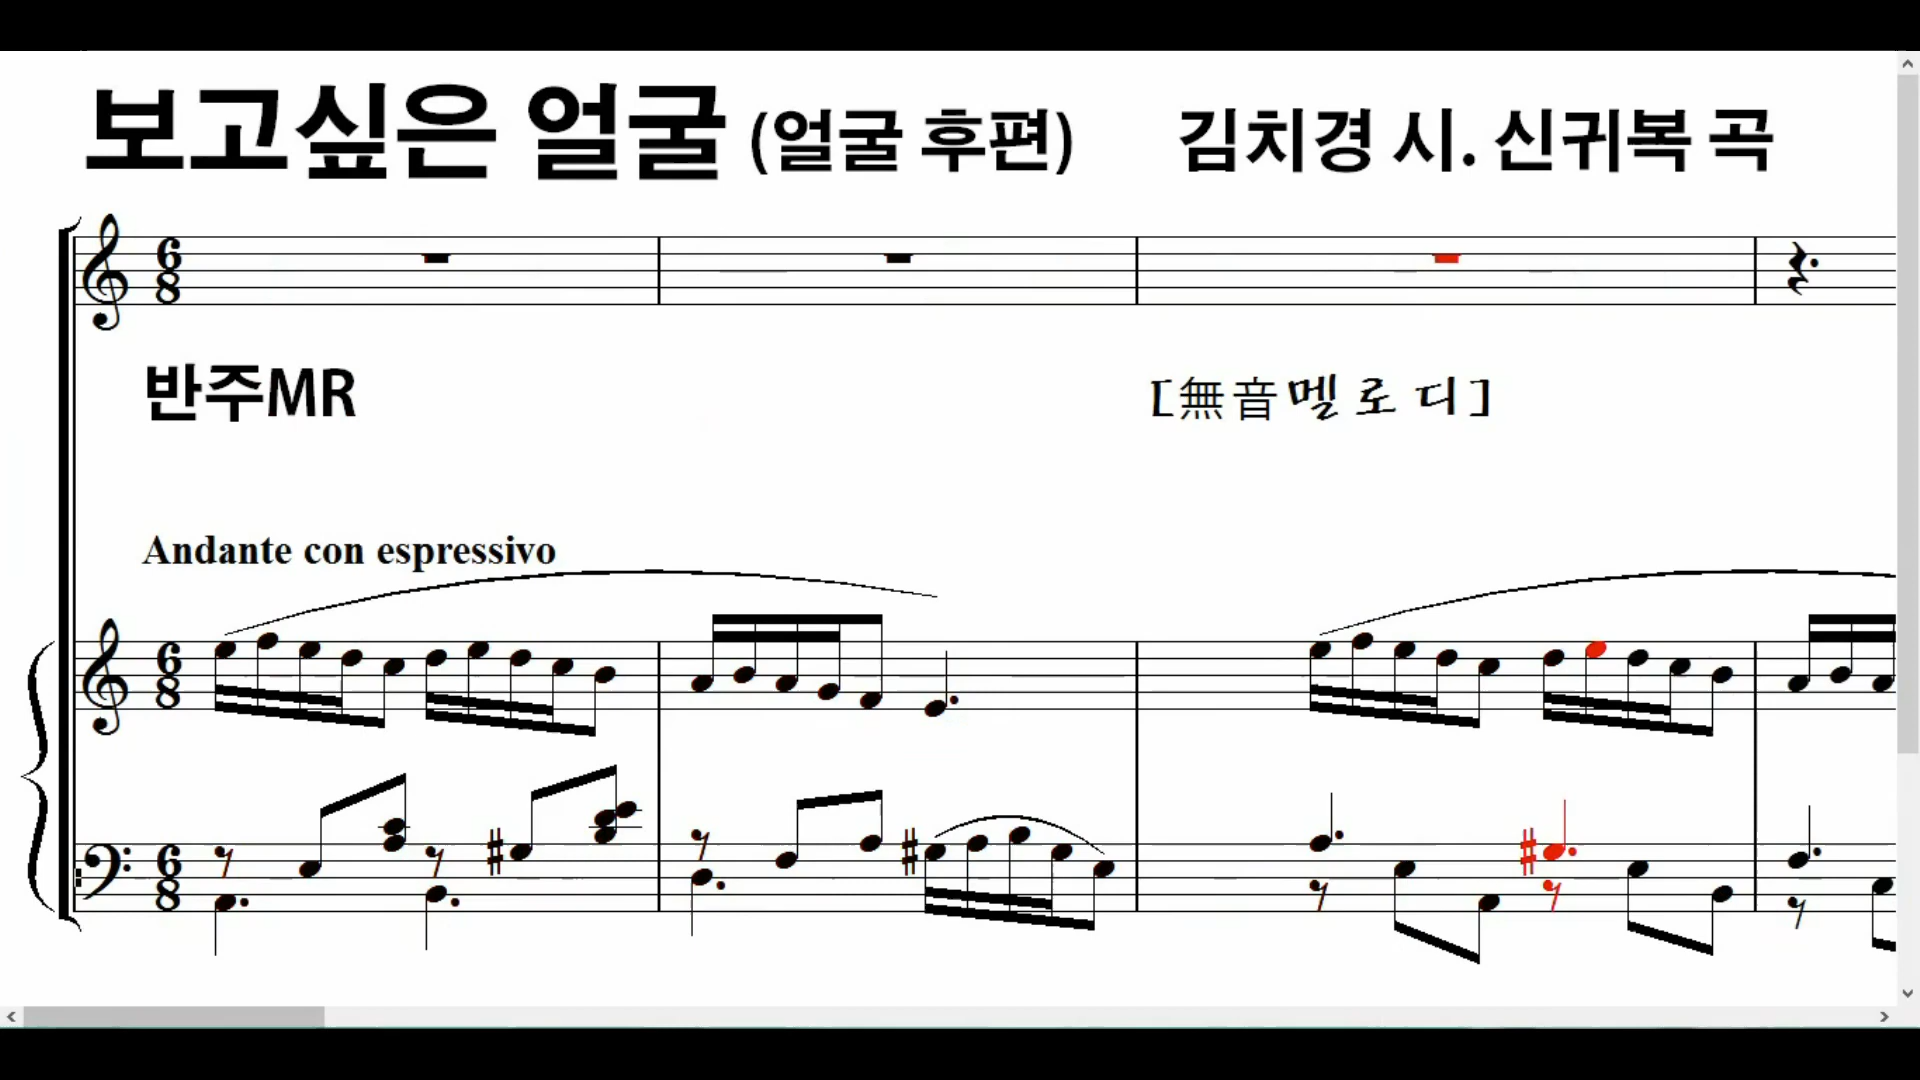 보고싶은 얼굴 (얼굴 후편) 김치경 시. 신귀복 곡
반주MR [無音멜로디]
Andante con espressivo